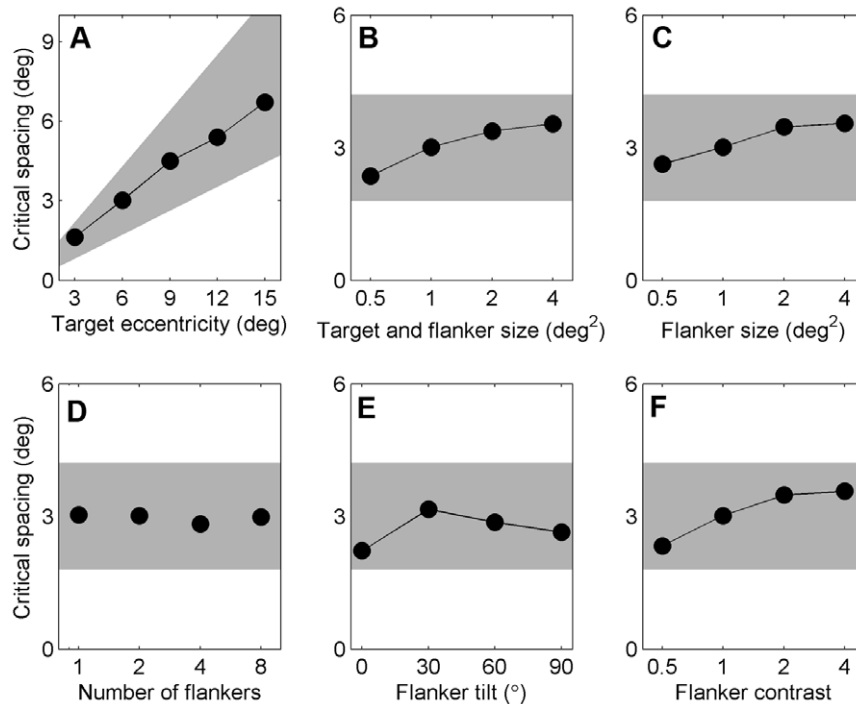 A
Critical spacing (deg)
9
6
3
0
3 6 9 12 15
Target eccentricity (deg)
B
6
3
0
0.5 1 2 4
Target and flanker size (deg²)
C
6
3
0
0.5 1 2 4
Flanker size (deg²)
D
Critical spacing (deg)
6
3
0
1 2 4 8
Number of flankers
E
6
3
0
0 30 60 90
Flanker tilt (°)
F
6
3
0
0.5 1 2 4
Flanker contrast